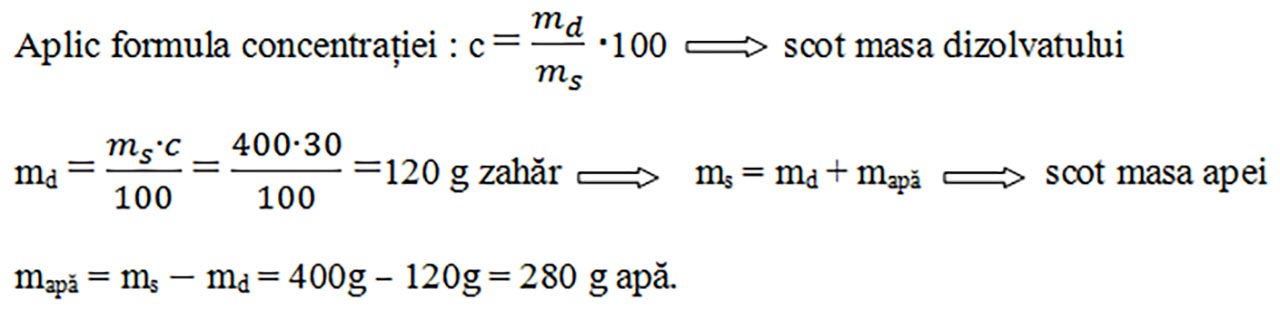 Aplic formula concentrației : c = m_d/m_s ·100 ⟹ scot masa dizolvatului
m_d = m_s·c/100 = 400·30/100 =120 g zahăr ⟹ m_s = m_d + m_apă ⟹ scot masa apei
m_apă = m_s — m_d = 400g – 120g = 280 g apă.